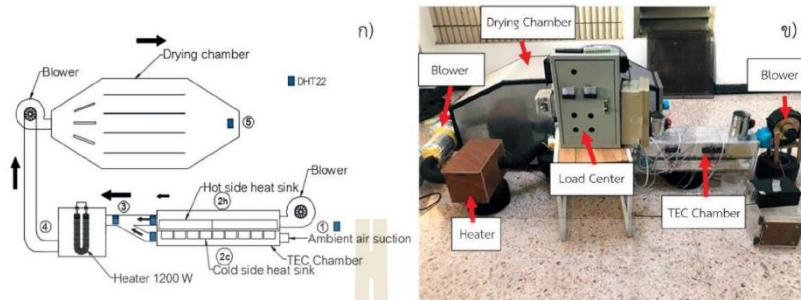 ก)
Drying chamber
Blower
DHT22
5
Blower
Hot side heat sink
2h
3
1
4
Ambient air suction
2c
TEC Chamber
Cold side heat sink
Heater 1200 W
ข)
Drying Chamber
Blower
Blower
Load Center
TEC Chamber
Heater